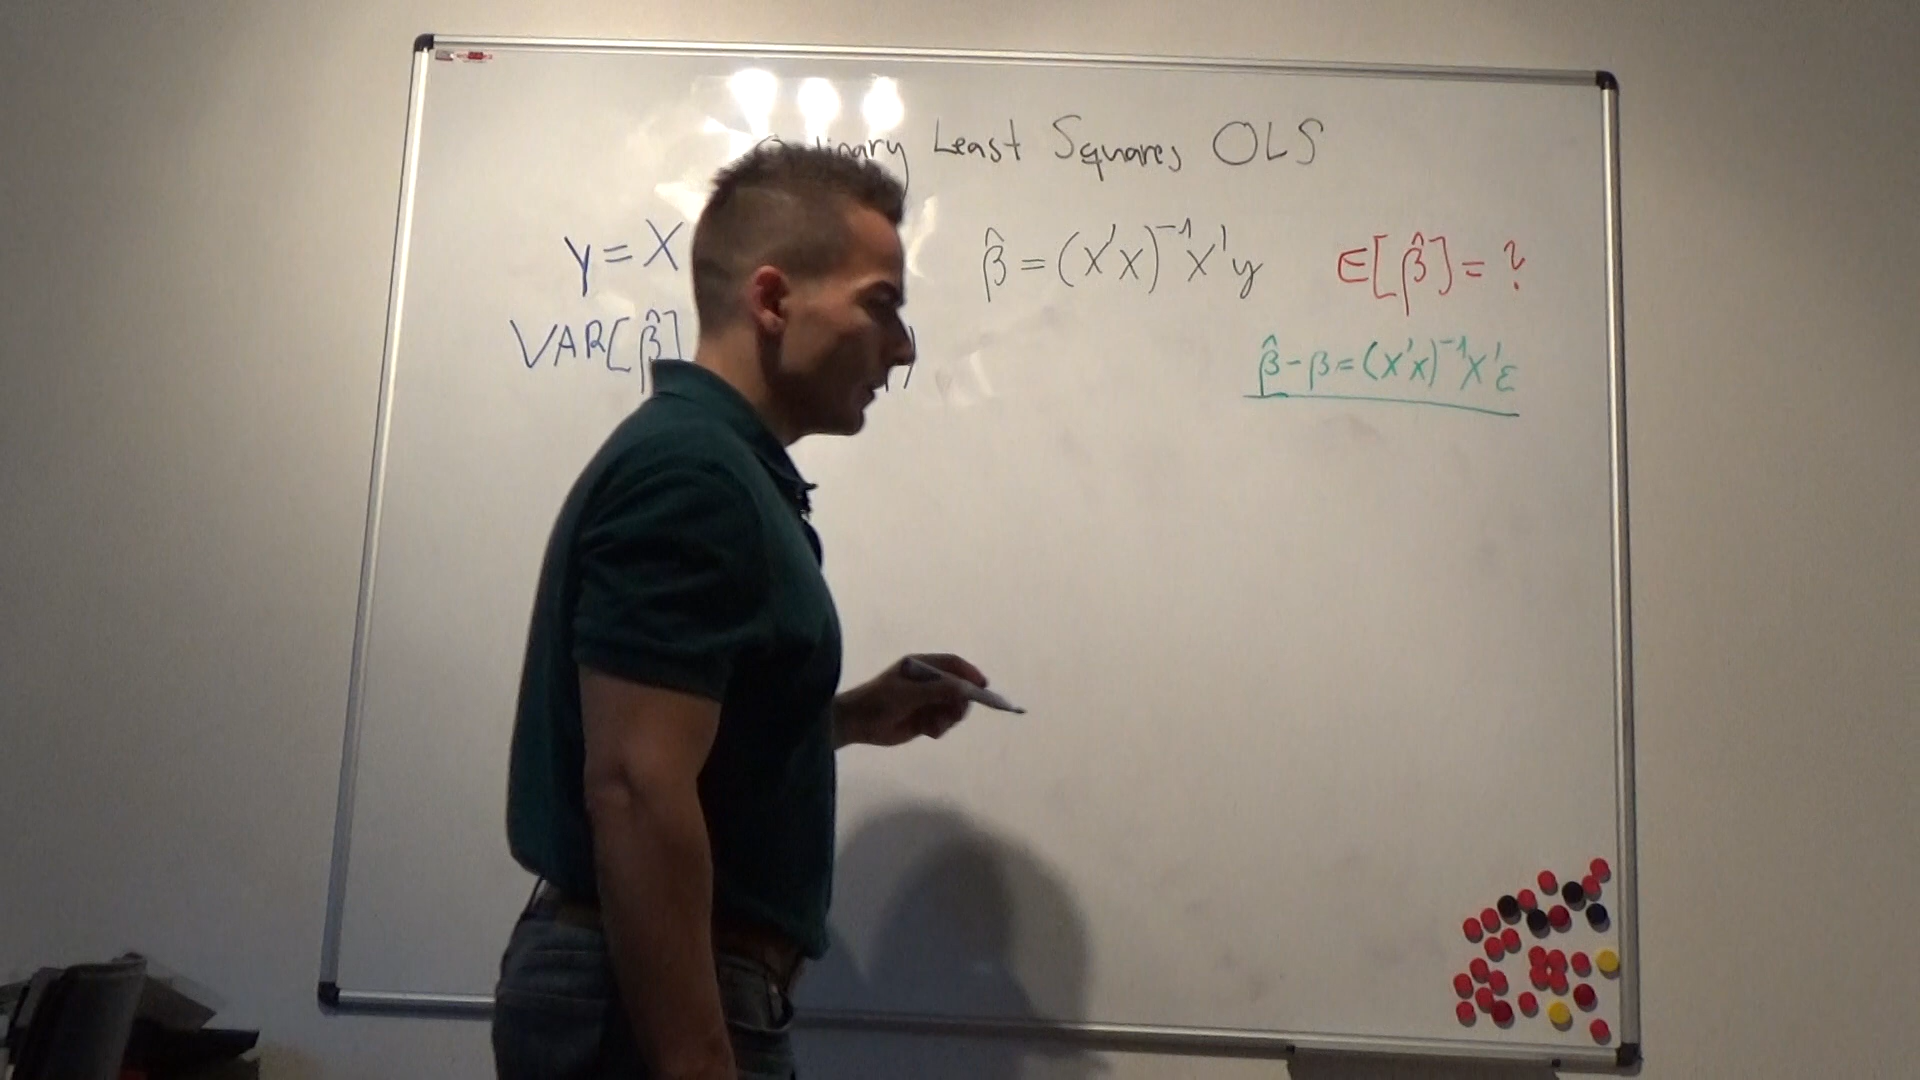 Least Squares OLS
y = X β̂ = (X'X)⁻¹X'y E[β̂] = ?
VAR[β̂] β̂ - β = (X'X)⁻¹X'ε